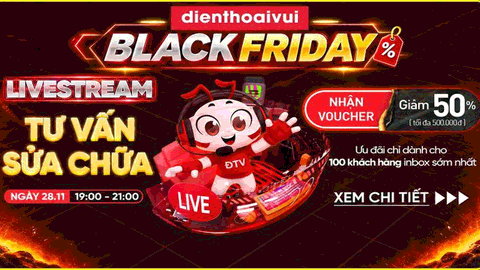 dienthoaivui
BLACK FRIDAY
%
LIVESTREAM
TƯ VẤN
SỬA CHỮA
NGÀY 28.11
19:00 - 21:00
ĐTV
LIVE
NHẬN
VOUCHER
Giảm 50%
(tối đa 500.000đ)
Ưu đãi chỉ dành cho
100 khách hàng inbox sớm nhất
XEM CHI TIẾT